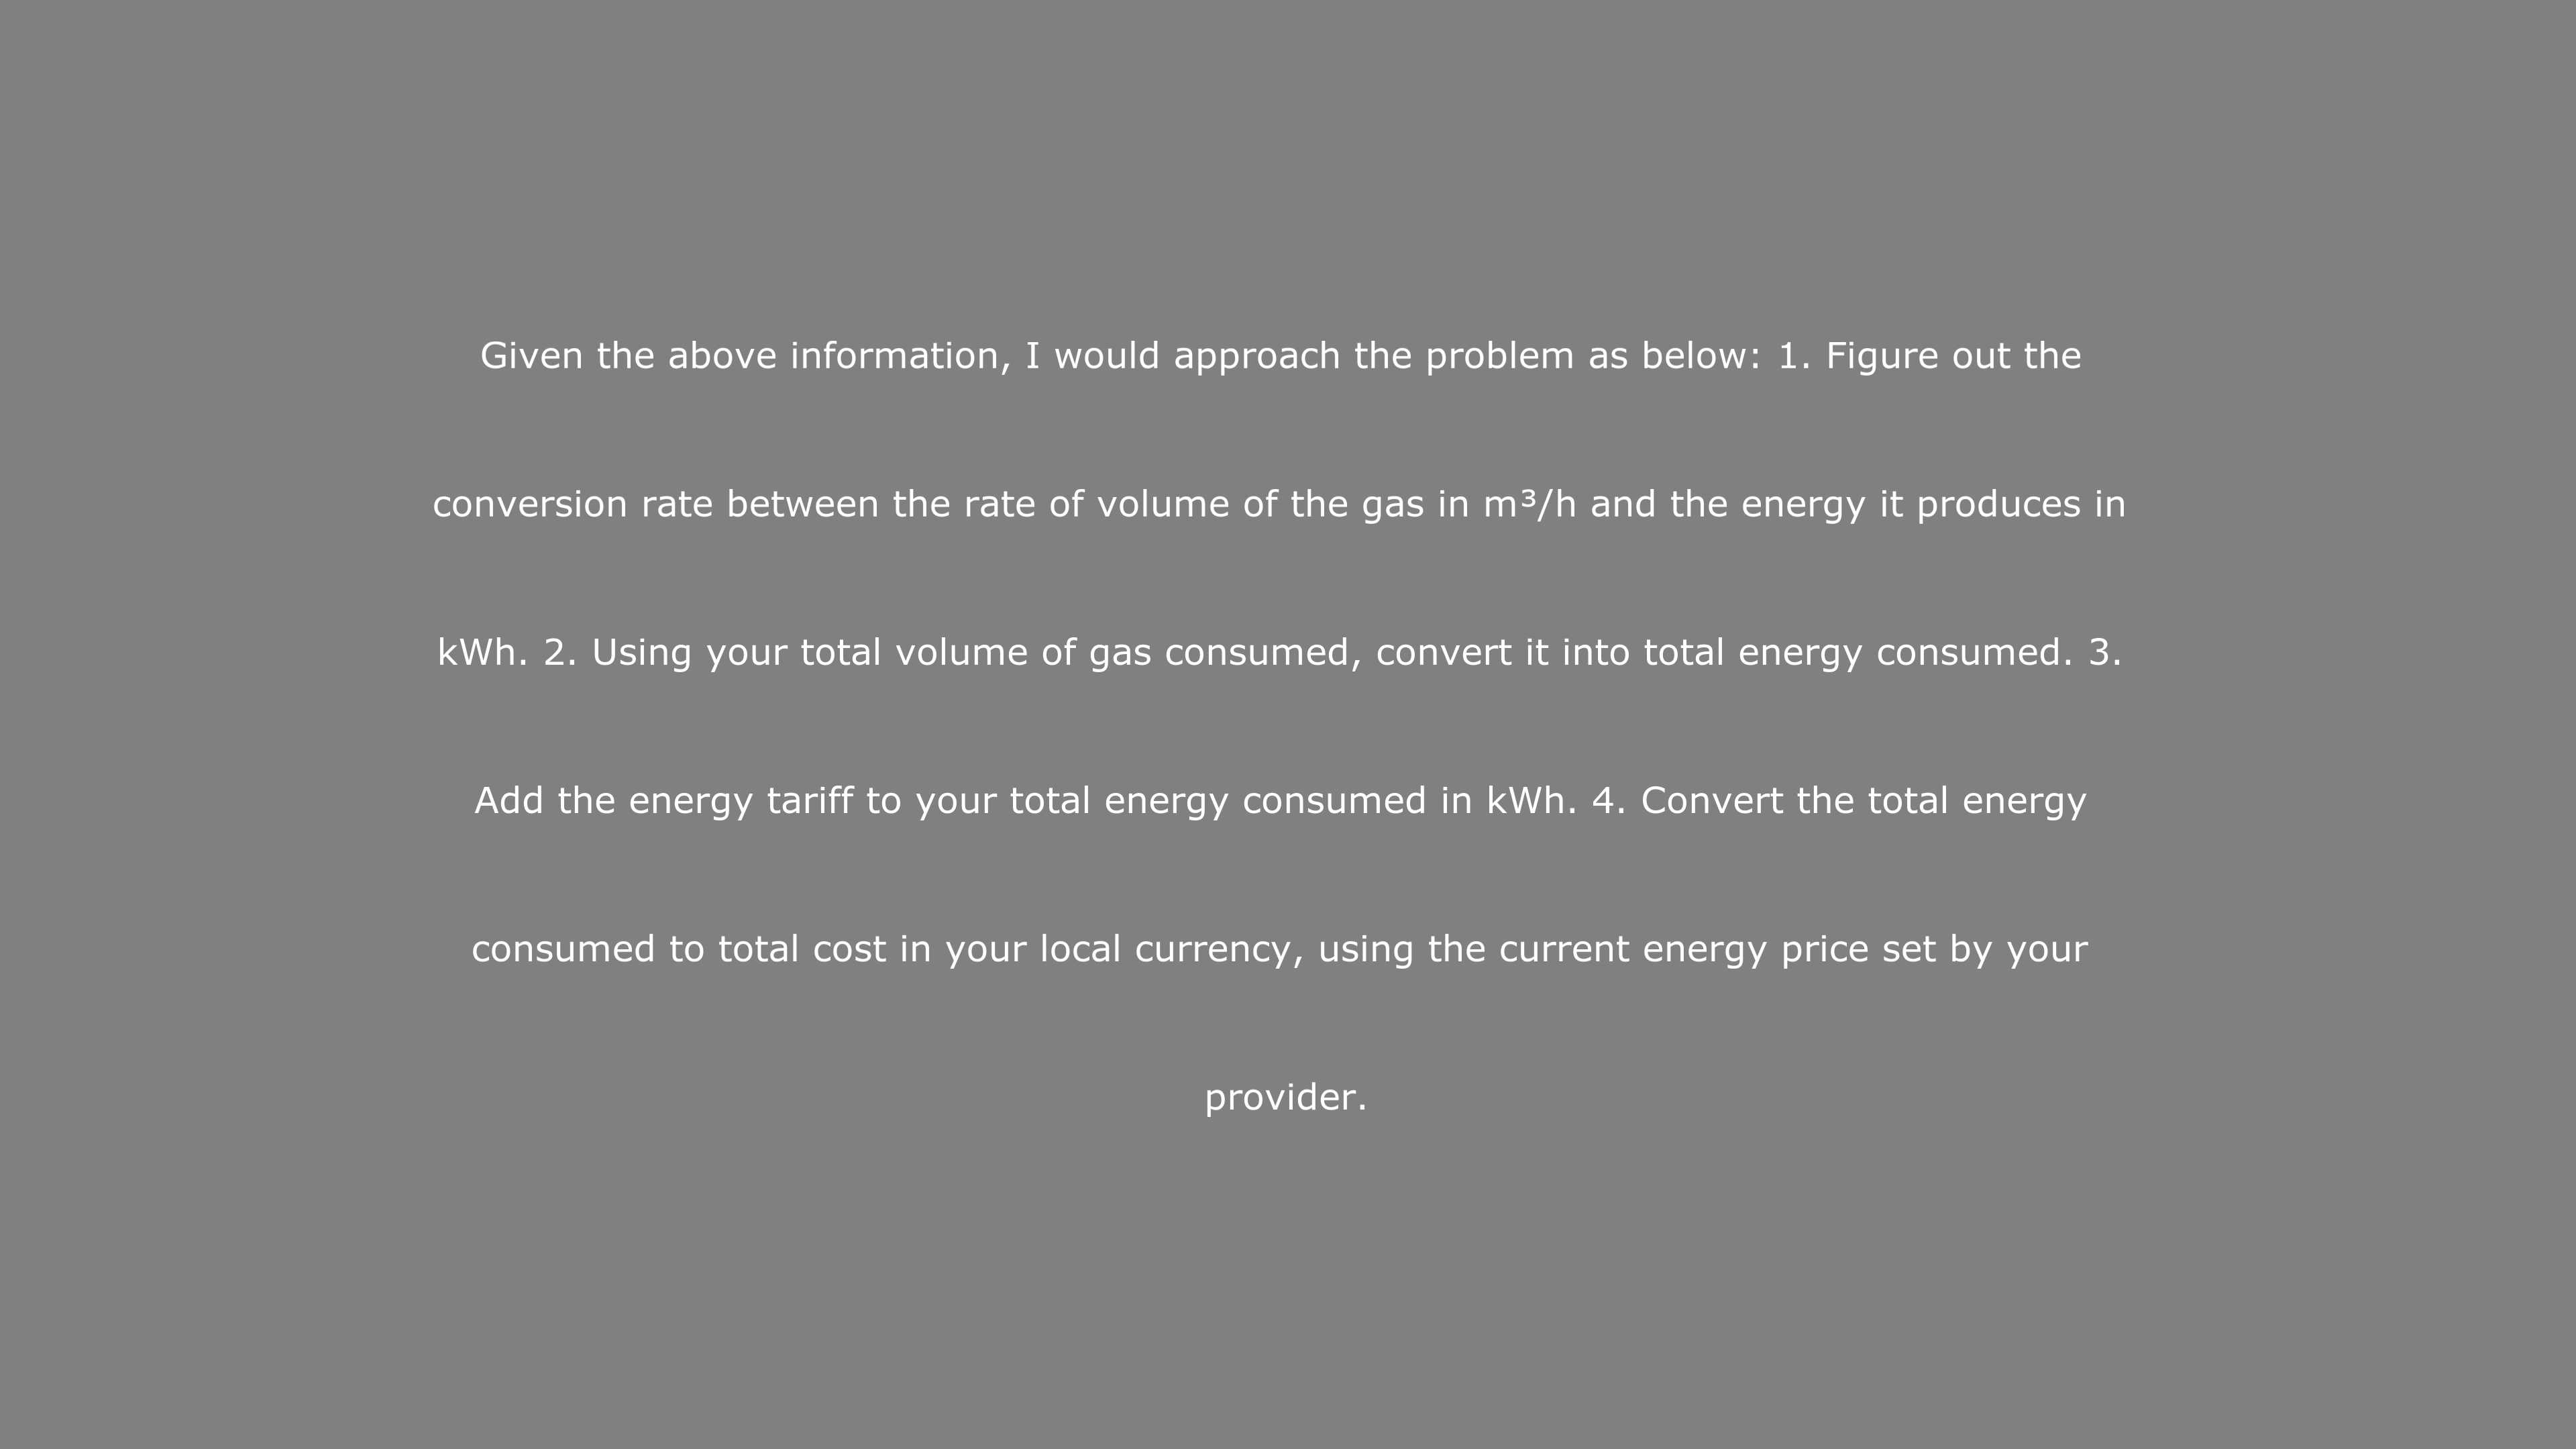 Given the above information, I would approach the problem as below: 1. Figure out the
conversion rate between the rate of volume of the gas in m³/h and the energy it produces in
kWh. 2. Using your total volume of gas consumed, convert it into total energy consumed. 3.
Add the energy tariff to your total energy consumed in kWh. 4. Convert the total energy
consumed to total cost in your local currency, using the current energy price set by your
provider.